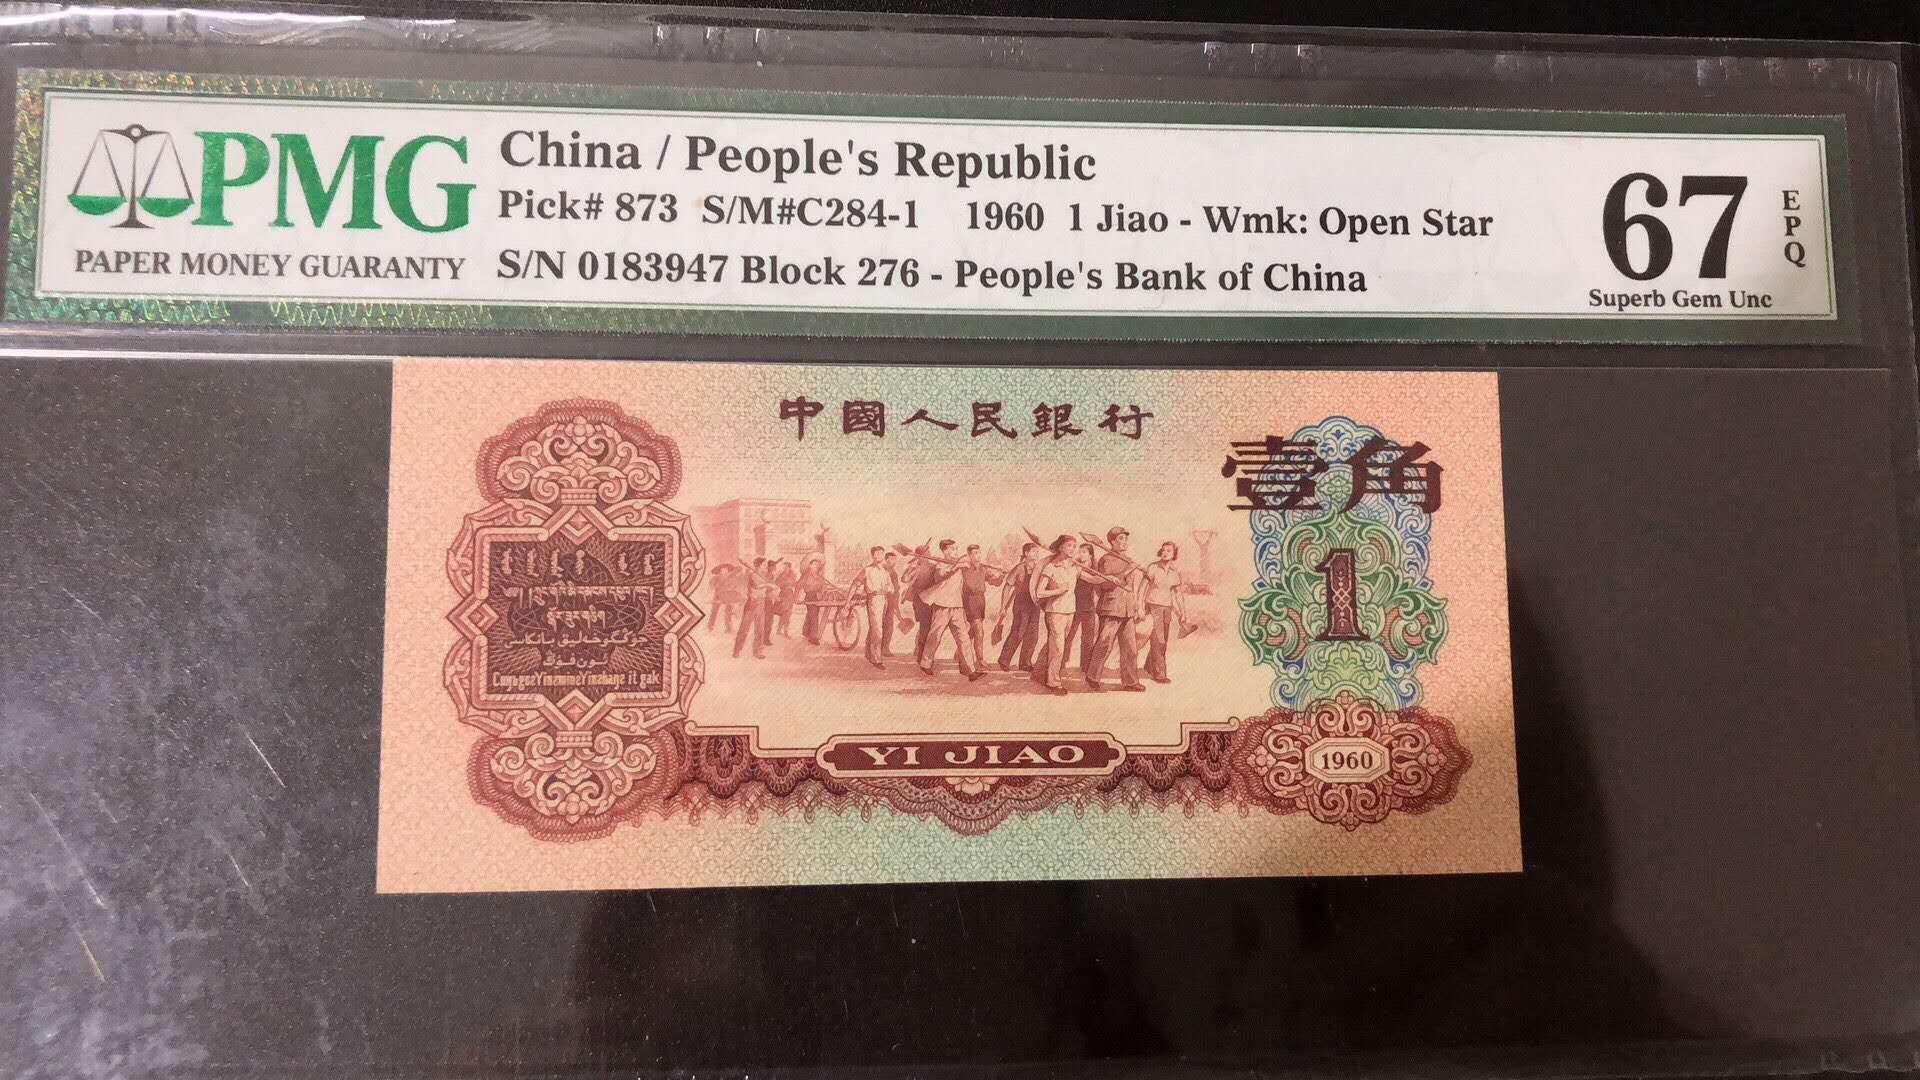 PMG
PAPER MONEY GUARANTY
China / People's Republic
Pick# 873 S/M#C284-1 1960 1 Jiao - Wmk: Open Star
S/N 0183947 Block 276 - People's Bank of China
67
EPQ
Superb Gem Unc
中國人民銀行
壹角
1
YI JIAO
1960